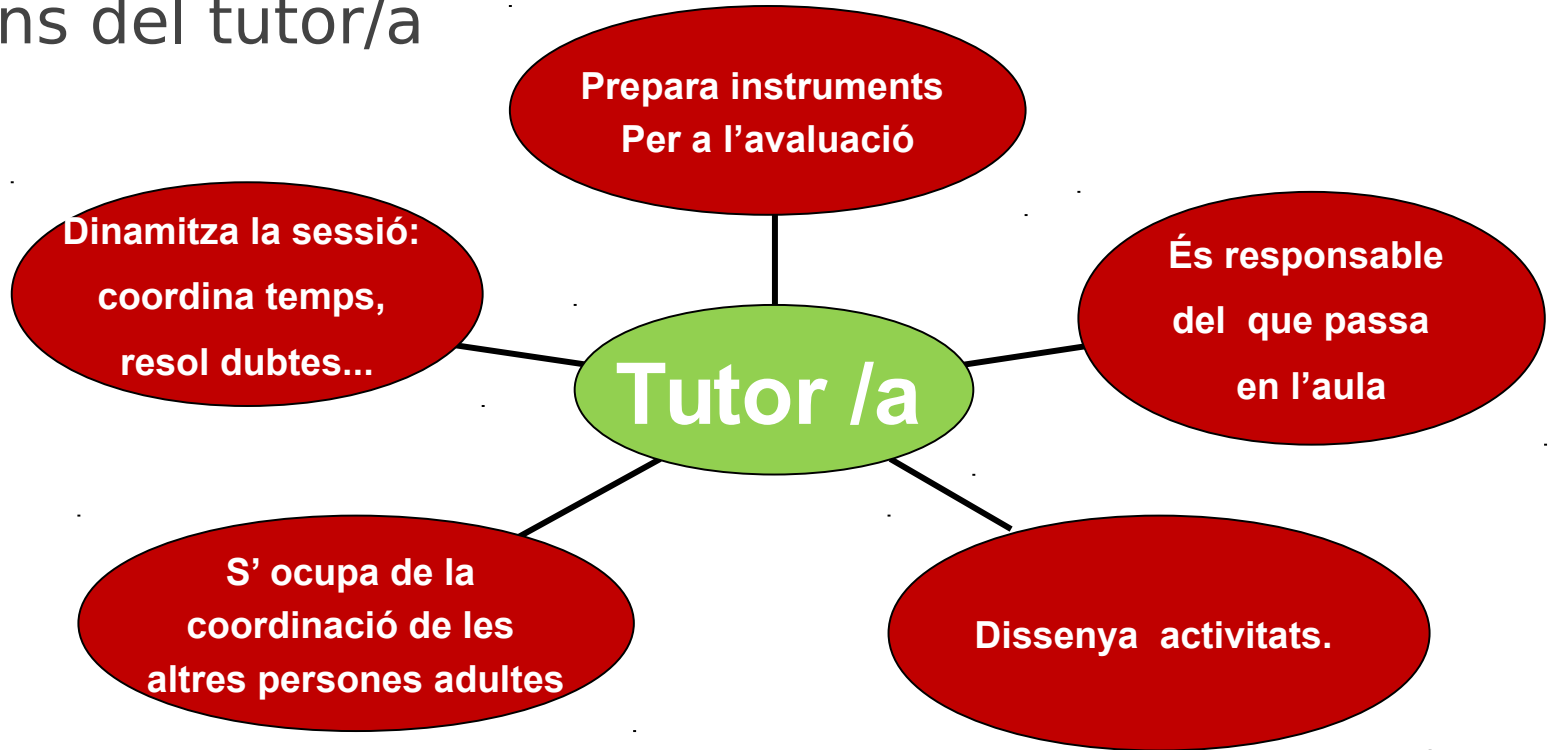 ns del tutor/a
Prepara instruments
Per a l’avaluació
Dinamitza la sessió:
coordina temps,
resol dubtes...
És responsable
del que passa
en l’aula
Tutor /a
S’ ocupa de la
coordinació de les
altres persones adultes
Dissenya activitats.